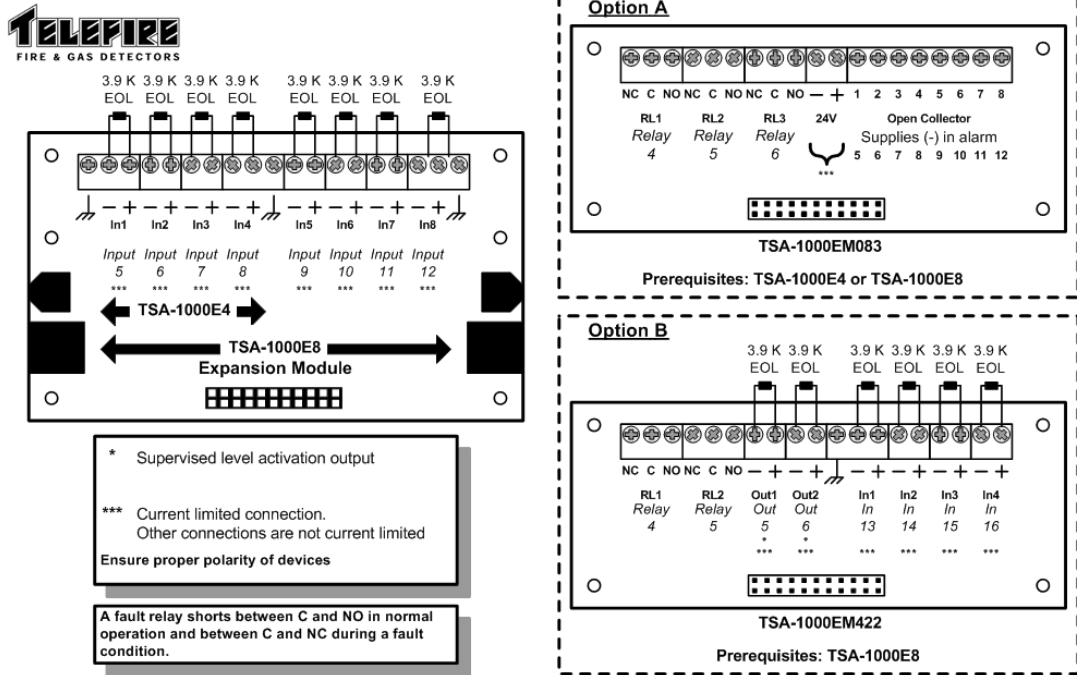 TELEFIRE
FIRE & GAS DETECTORS
3.9 K 3.9 K 3.9 K 3.9 K 3.9 K 3.9 K 3.9 K 3.9 K
EOL EOL EOL EOL EOL EOL EOL EOL
− + − + − + − + − + − + − + − +
In1 In2 In3 In4 In5 In6 In7 In8
Input Input Input Input Input Input Input Input
5 6 7 8 9 10 11 12
*** *** *** *** *** *** *** ***
TSA-1000E4
TSA-1000E8
Expansion Module
* Supervised level activation output
*** Current limited connection.
Other connections are not current limited
Ensure proper polarity of devices
A fault relay shorts between C and NO in normal
operation and between C and NC during a fault
condition.
Option A
NC C NO NC C NO NC C NO − + 1 2 3 4 5 6 7 8
RL1 RL2 RL3 24V Open Collector
Relay Relay Relay Supplies (-) in alarm
4 5 6 5 6 7 8 9 10 11 12
***
TSA-1000EM083
Prerequisites: TSA-1000E4 or TSA-1000E8
Option B
3.9 K 3.9 K 3.9 K 3.9 K 3.9 K 3.9 K
EOL EOL EOL EOL EOL EOL
NC C NO NC C NO − + − + − + − + − + − +
RL1 RL2 Out1 Out2 In1 In2 In3 In4
Relay Relay Out Out In In In In
4 5 5 6 13 14 15 16
* *
*** *** *** *** *** ***
TSA-1000EM422
Prerequisites: TSA-1000E8